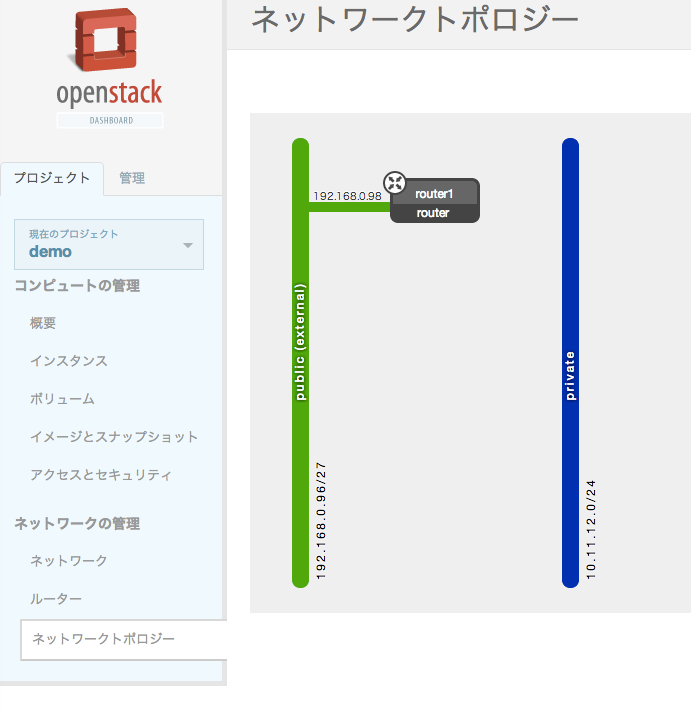 openstack
DASHBOARD
プロジェクト
管理
現在のプロジェクト
demo
コンピュートの管理
概要
インスタンス
ボリューム
イメージとスナップショット
アクセスとセキュリティ
ネットワークの管理
ネットワーク
ルーター
ネットワークトポロジー
ネットワークトポロジー
public (external)
192.168.0.96/27
192.168.0.98
router1
router
private
10.11.12.0/24